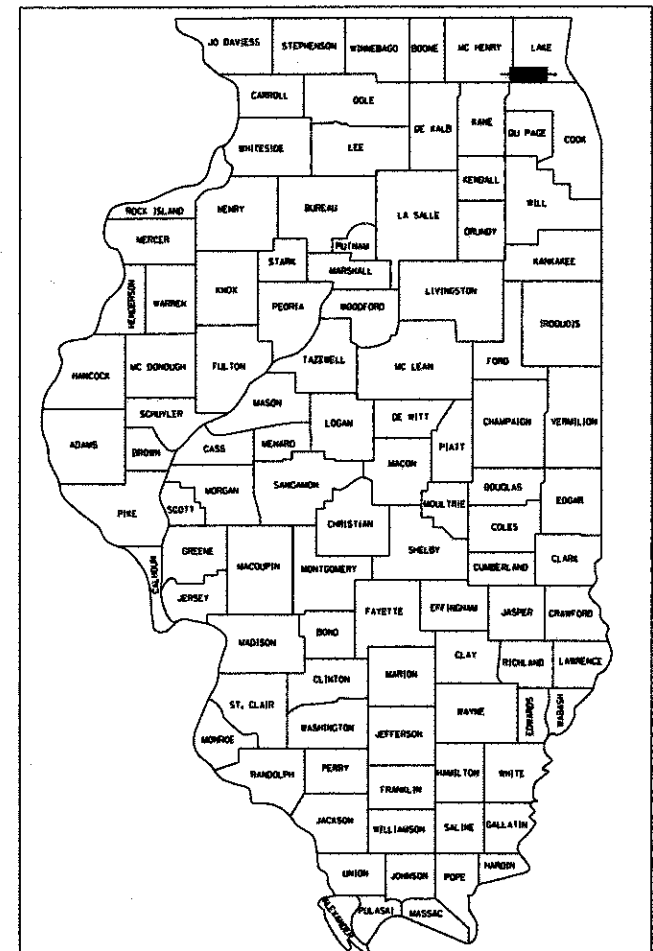 JO DAVIESS STEPHENSON WINNEBAGO BOONE MC HENRY LAKE
CARROLL OGLE DE KALB KANE DU PAGE COOK
WHITESIDE LEE
KENDALL WILL
ROCK ISLAND HENRY BUREAU LA SALLE GRUNDY
MERCER PUTNAM KANKAKEE
STARK MARSHALL
HENDERSON WARREN KNOX PEORIA WOODFORD LIVINGSTON IROQUOIS
HANCOCK MC DONOUGH FULTON TAZEWELL MC LEAN FORD
SCHUYLER MASON LOGAN DE WITT CHAMPAIGN VERMILION
ADAMS BROWN CASS MENARD PIATT
MACON
PIKE SCOTT MORGAN SANGAMON MOULTRIE DOUGLAS EDGAR
CHRISTIAN COLES
CALHOUN GREENE MACOUPIN MONTGOMERY SHELBY CUMBERLAND CLARK
JERSEY FAYETTE EFFINGHAM JASPER CRAWFORD
MADISON BOND
CLAY RICHLAND LAWRENCE
CLINTON MARION
ST. CLAIR WAYNE EDWARDS WABASH
MONROE WASHINGTON JEFFERSON
RANDOLPH PERRY HAMILTON WHITE
FRANKLIN
JACKSON WILLIAMSON SALINE GALLATIN
UNION JOHNSON POPE HARDIN
ALEXANDER PULASKI MASSAC